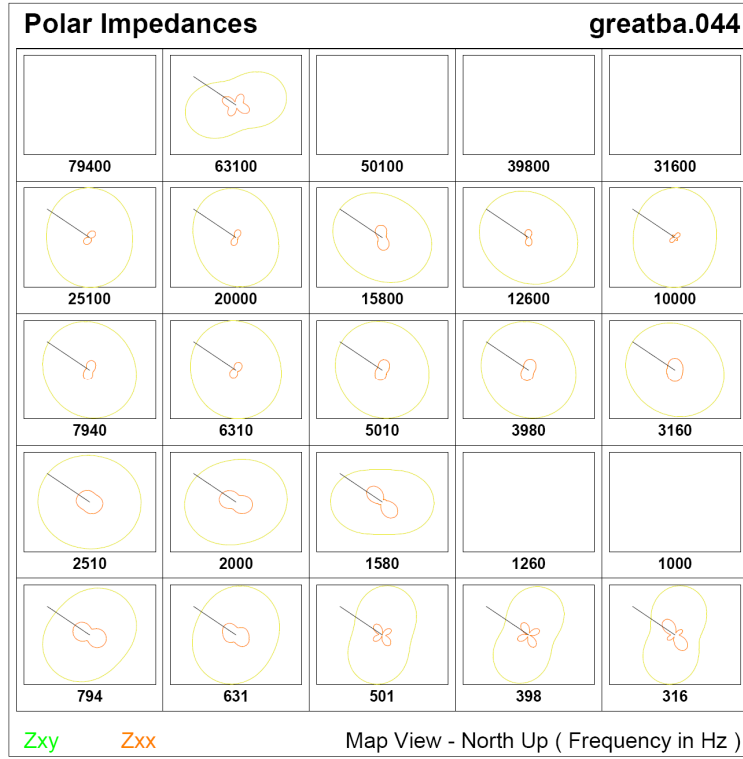 Polar Impedances greatba.044
79400 63100 50100 39800 31600
25100 20000 15800 12600 10000
7940 6310 5010 3980 3160
2510 2000 1580 1260 1000
794 631 501 398 316
Zxy Zxx Map View - North Up ( Frequency in Hz )